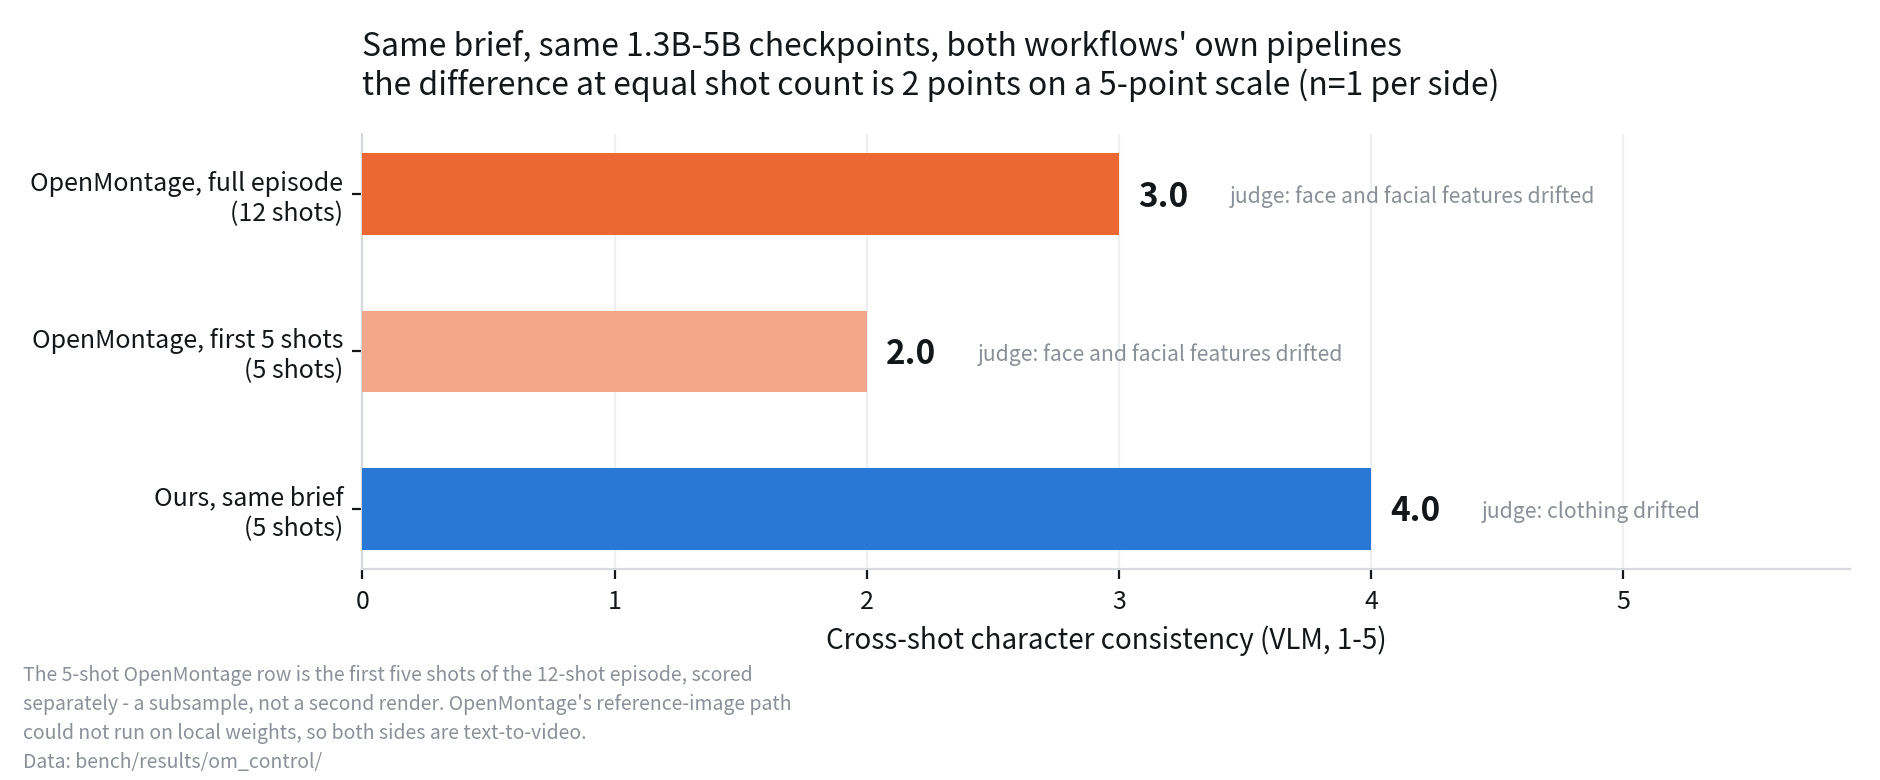 Same brief, same 1.3B-5B checkpoints, both workflows' own pipelines
the difference at equal shot count is 2 points on a 5-point scale (n=1 per side)
OpenMontage, full episode
(12 shots)
3.0
judge: face and facial features drifted
OpenMontage, first 5 shots
(5 shots)
2.0
judge: face and facial features drifted
Ours, same brief
(5 shots)
4.0
judge: clothing drifted
0
1
2
3
4
5
Cross-shot character consistency (VLM, 1-5)
The 5-shot OpenMontage row is the first five shots of the 12-shot episode, scored
separately - a subsample, not a second render. OpenMontage's reference-image path
could not run on local weights, so both sides are text-to-video.
Data: bench/results/om_control/